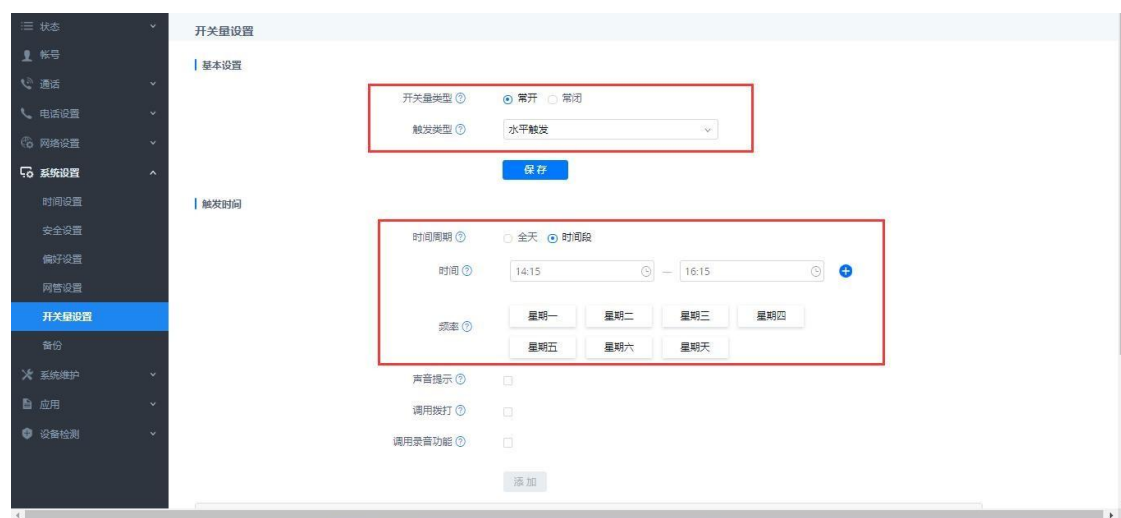 状态
帐号
通话
电话设置
网络设置
系统设置
时间设置
安全设置
偏好设置
网管设置
开关量设置
备份
系统维护
应用
设备检测
开关量设置
基本设置
开关量类型 常开 常闭
触发类型 水平触发
保存
触发时间
时间周期 全天 时间段
时间 14:15 — 16:15
频率 星期一 星期二 星期三 星期四
星期五 星期六 星期天
声音提示
调用拨打
调用录音功能
添加